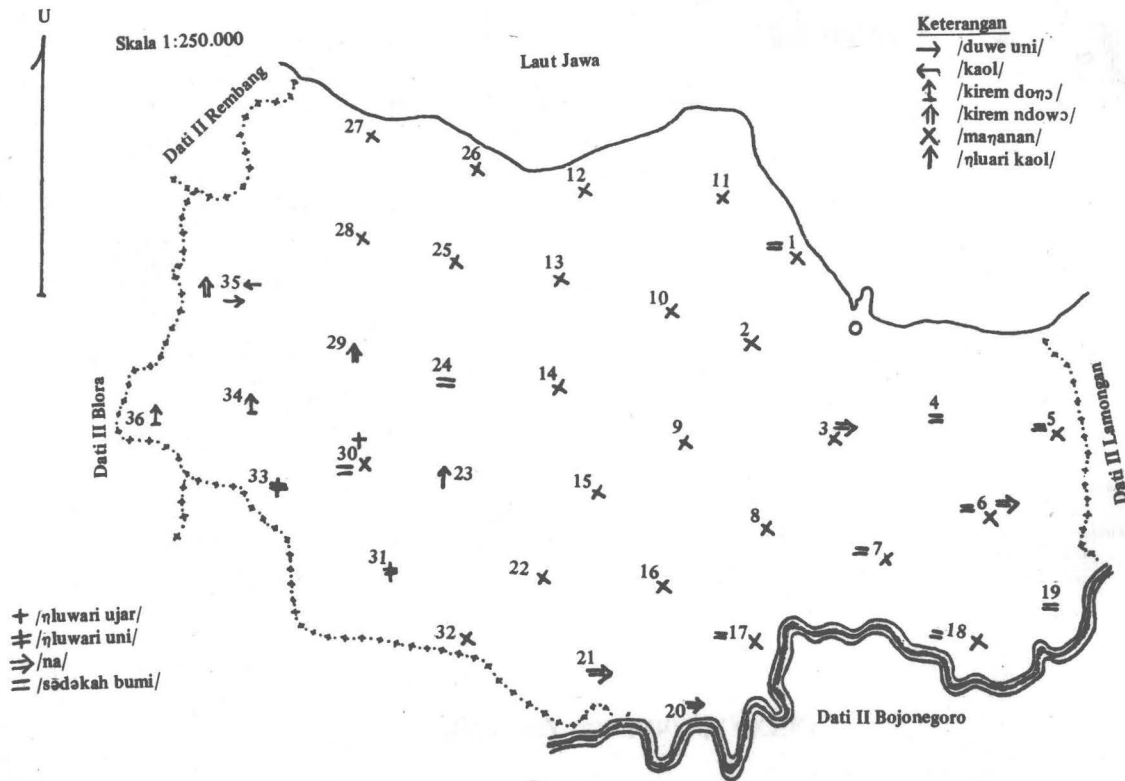 U
Skala 1:250.000
Laut Jawa
Keterangan
/duwe uni/
/kaol/
/kirem doŋɔ/
/kirem ndowɔ/
/maŋanan/
/ŋluari kaol/
Dati II Rembang
27
26
12
11
28
25
13
1
35
10
2
29
24
14
34
36
9
3
4
5
Dati II Blora
Dati II Lamongan
30
33
23
15
8
6
7
31
22
16
19
32
17
18
21
20
/ŋluwari ujar/
/ŋluwari uni/
/na/
/sədəkah bumi/
Dati II Bojonegoro